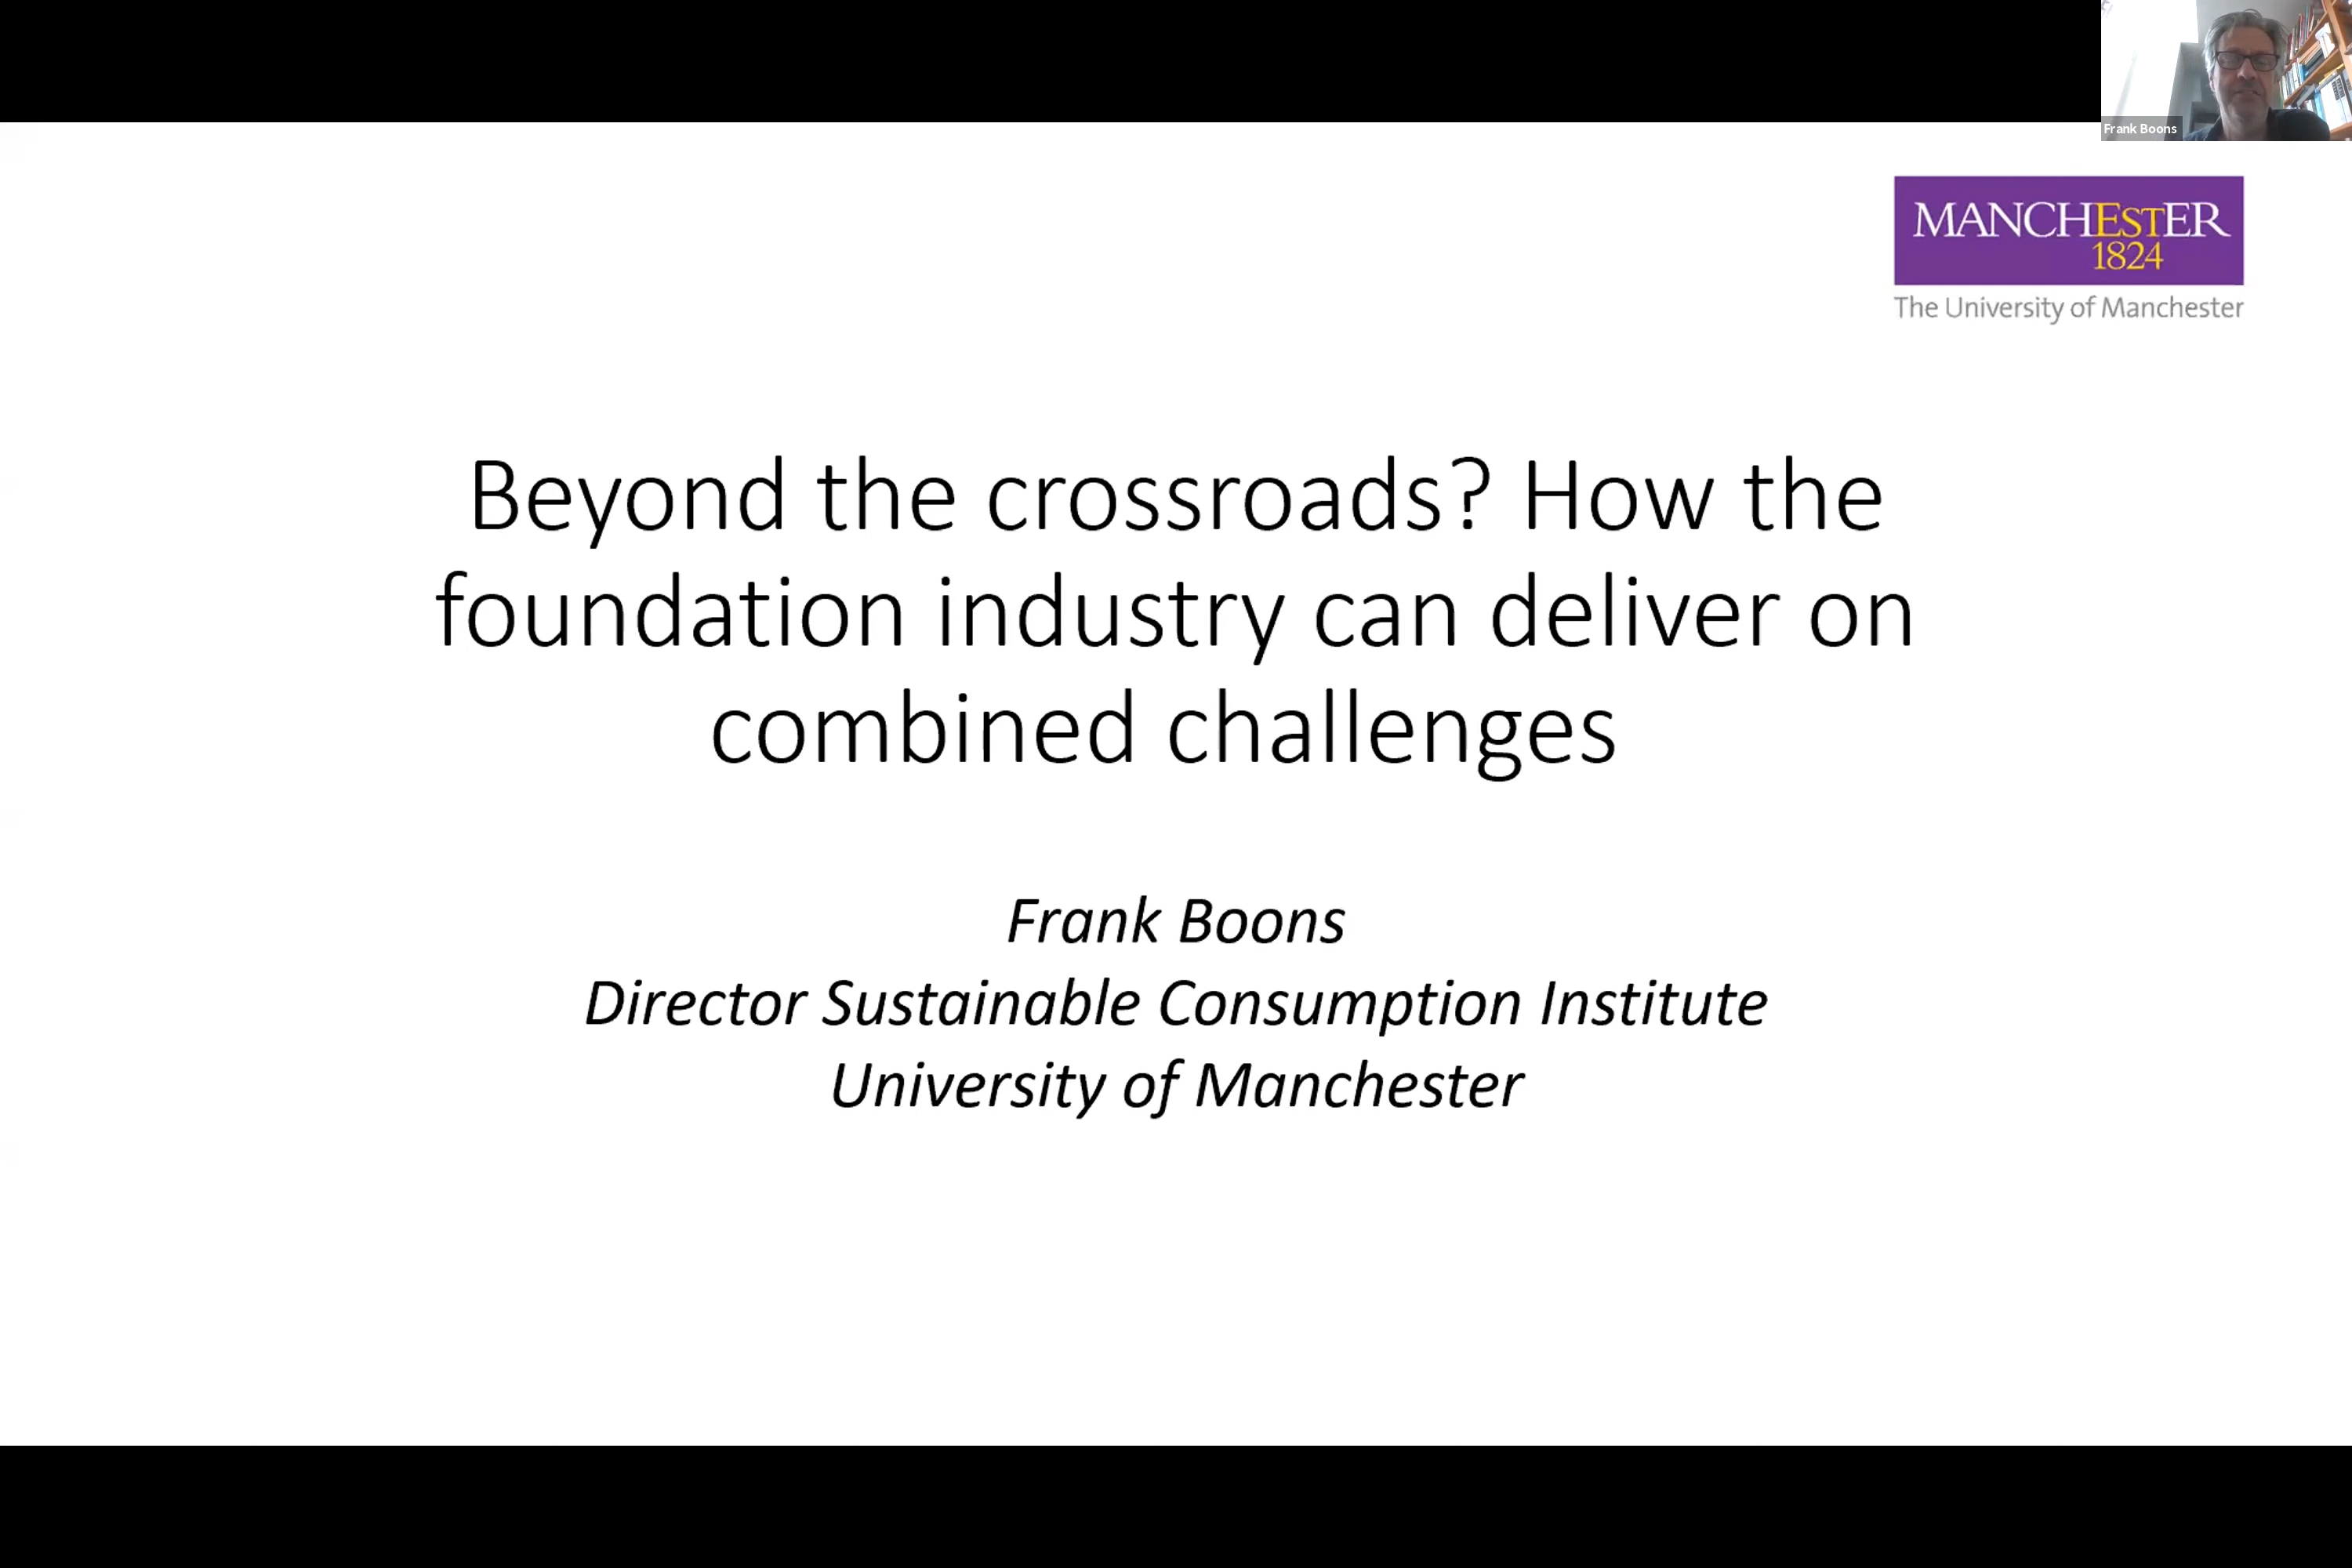 Frank Boons
MANCHESTER
1824
The University of Manchester
Beyond the crossroads? How the
foundation industry can deliver on
combined challenges
Frank Boons
Director Sustainable Consumption Institute
University of Manchester